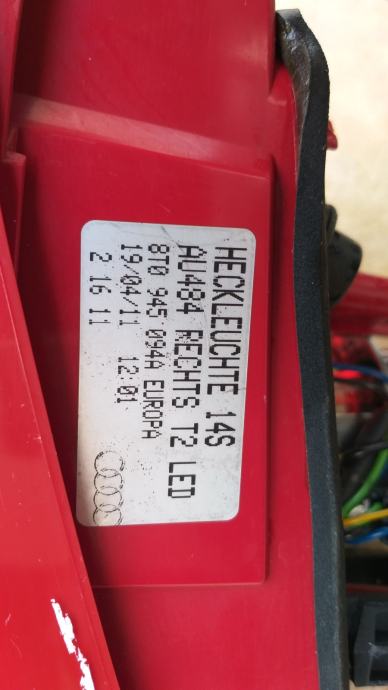 HECKLEUCHTE 14S
AU484 RECHTS T2 LED
8T0 945 094A EUROPA
19/04/11 12:01
2 16 11